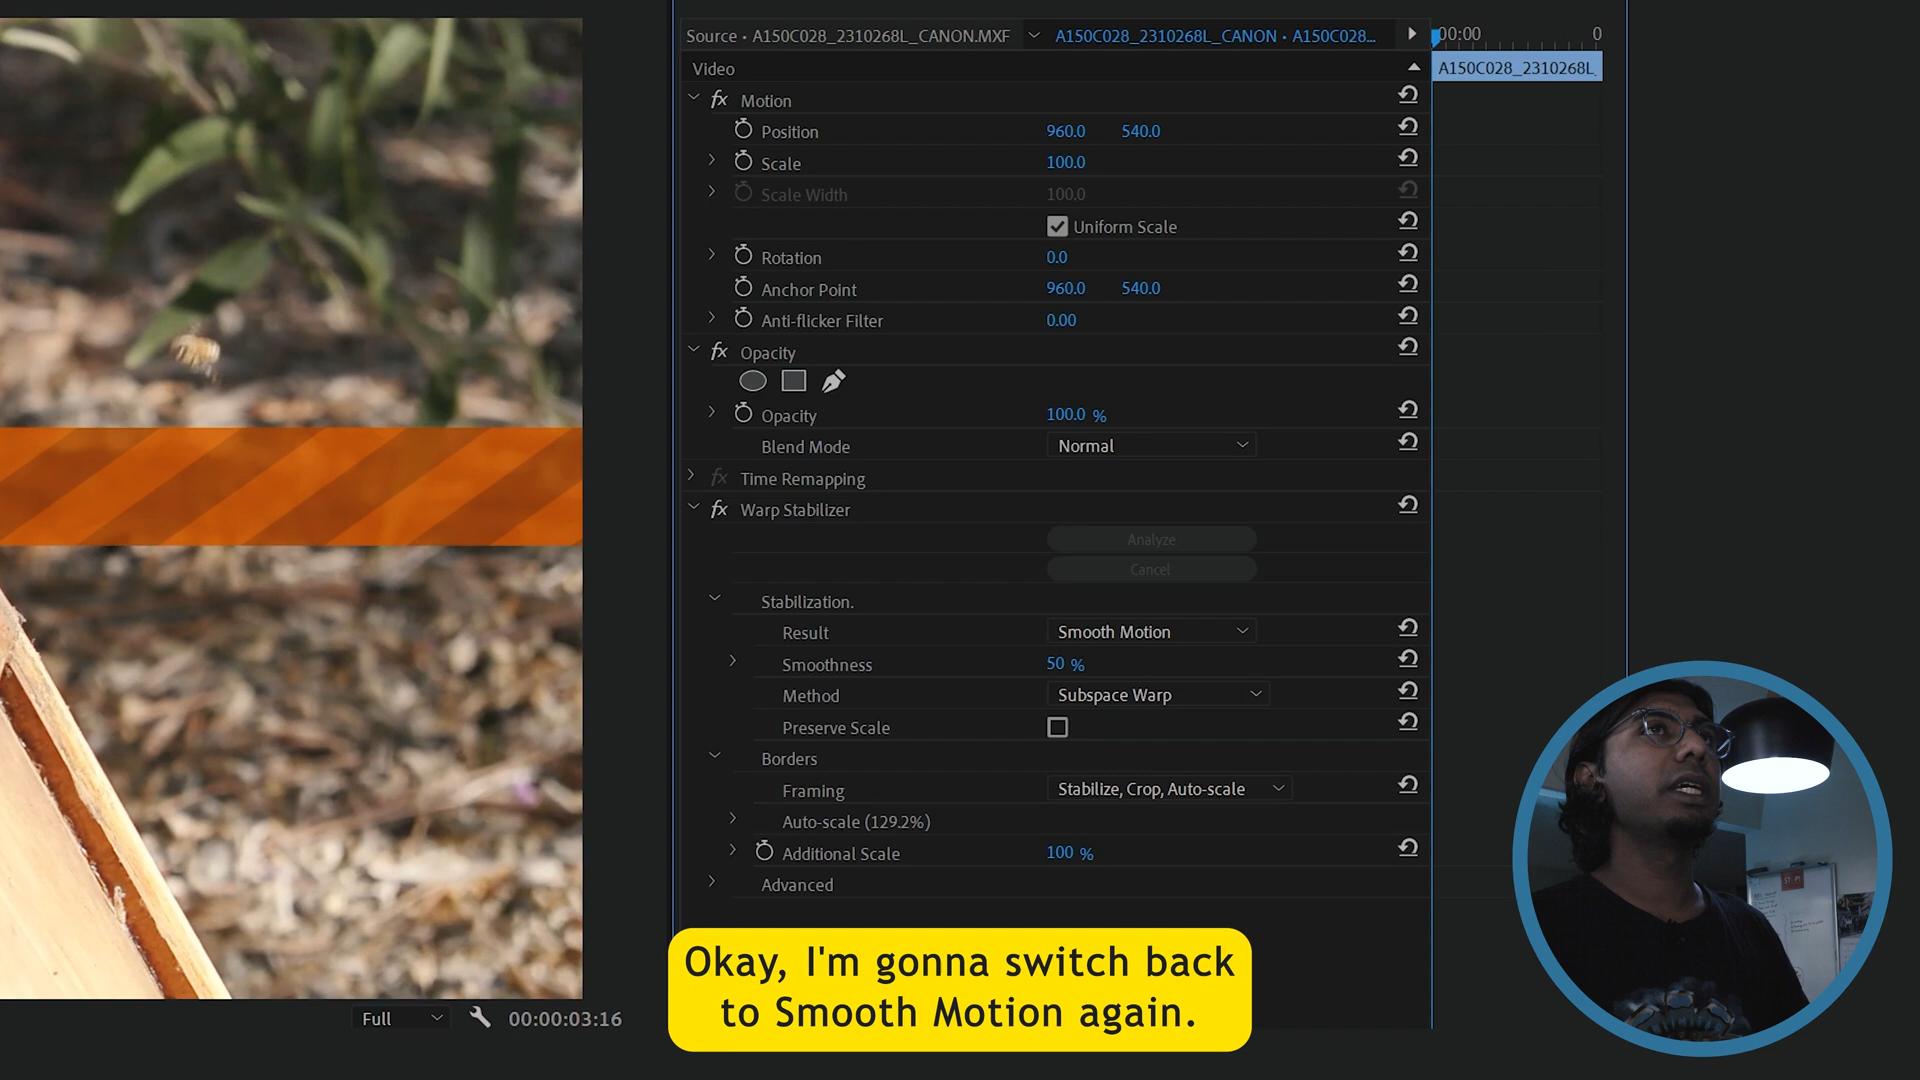 Source • A150C028_2310268L_CANON.MXF
A150C028_2310268L_CANON • A150C028...
00:00
0
Video
A150C028_2310268L
fx Motion
Position 960.0 540.0
Scale 100.0
Scale Width 100.0
Uniform Scale
Rotation 0.0
Anchor Point 960.0 540.0
Anti-flicker Filter 0.00
fx Opacity
Opacity 100.0 %
Blend Mode Normal
fx Time Remapping
fx Warp Stabilizer
Analyze
Cancel
Stabilization.
Result Smooth Motion
Smoothness 50 %
Method Subspace Warp
Preserve Scale
Borders
Framing Stabilize, Crop, Auto-scale
Auto-scale (129.2%)
Additional Scale 100 %
Advanced
Okay, I'm gonna switch back
to Smooth Motion again.
Full 00:00:03:16